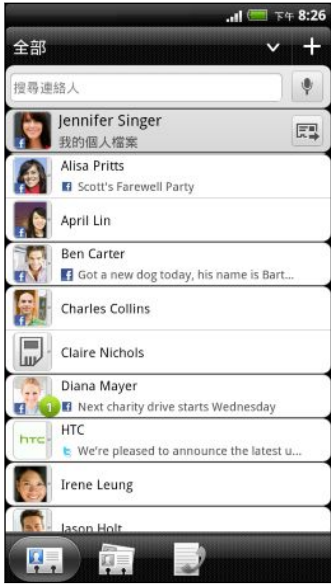 下午 8:26
全部
搜尋連絡人
Jennifer Singer
我的個人檔案
Alisa Pritts
Scott's Farewell Party
April Lin
Ben Carter
Got a new dog today, his name is Bart...
Charles Collins
Claire Nichols
Diana Mayer
1
Next charity drive starts Wednesday
hTC
HTC
We're pleased to announce the latest u...
Irene Leung
Jason Holt